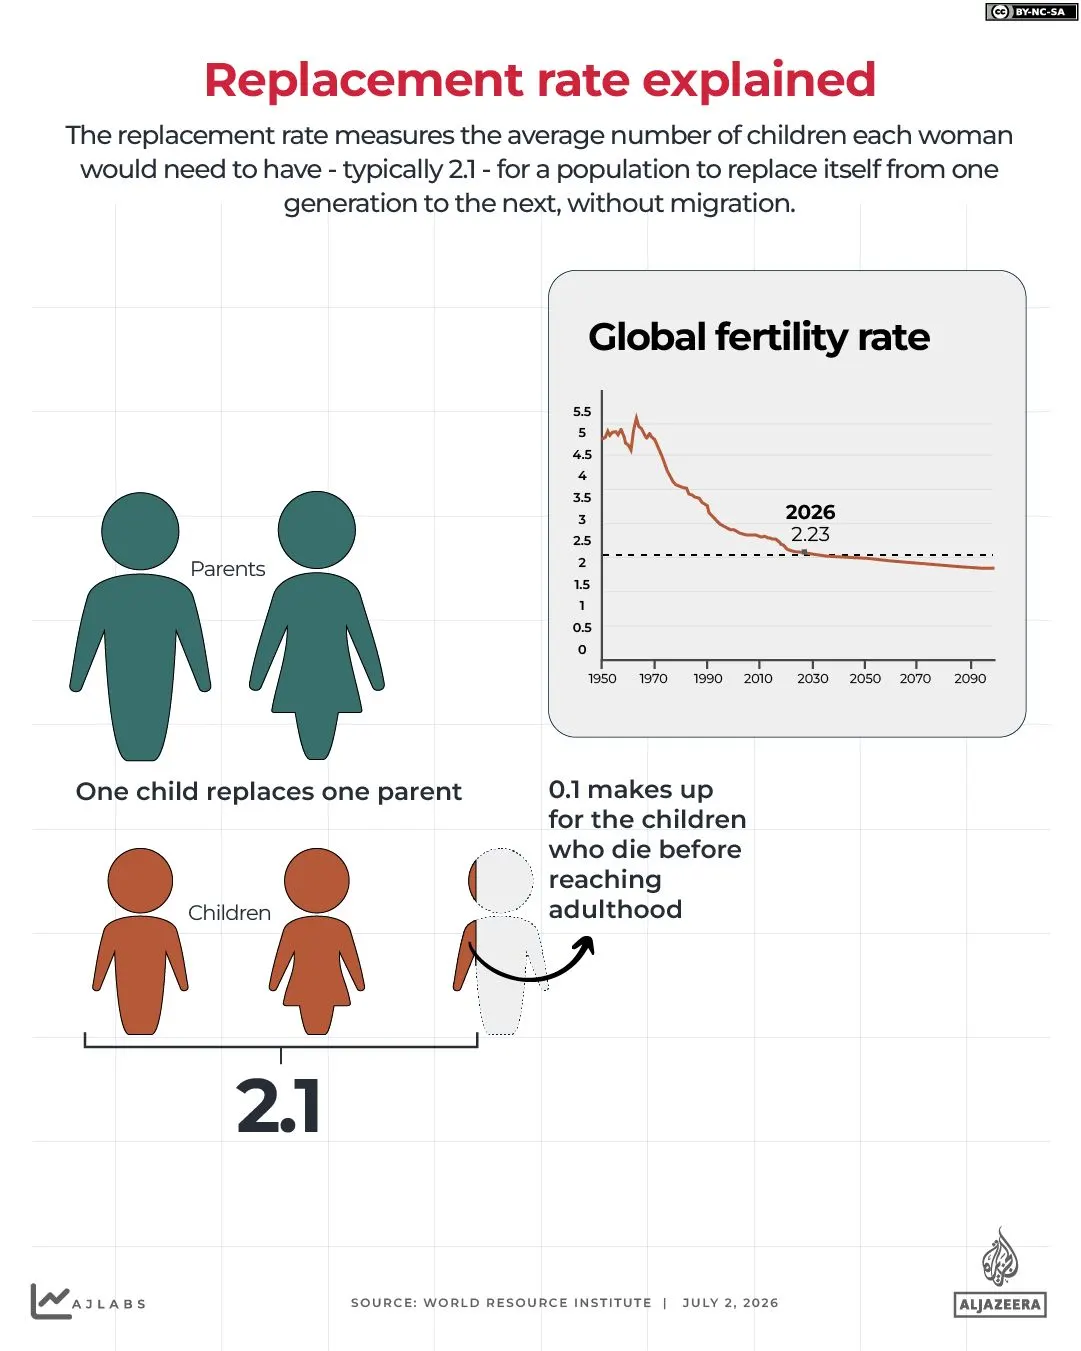 BY-NC-SA
Replacement rate explained
The replacement rate measures the average number of children each woman
would need to have - typically 2.1 - for a population to replace itself from one
generation to the next, without migration.
Global fertility rate
5.5
5
4.5
4
3.5
3
2.5
2
1.5
1
0.5
0
2026
2.23
1950 1970 1990 2010 2030 2050 2070 2090
Parents
One child replaces one parent
0.1 makes up
for the children
who die before
reaching
adulthood
Children
2.1
AJLABS
SOURCE: WORLD RESOURCE INSTITUTE | JULY 2, 2026
ALJAZEERA